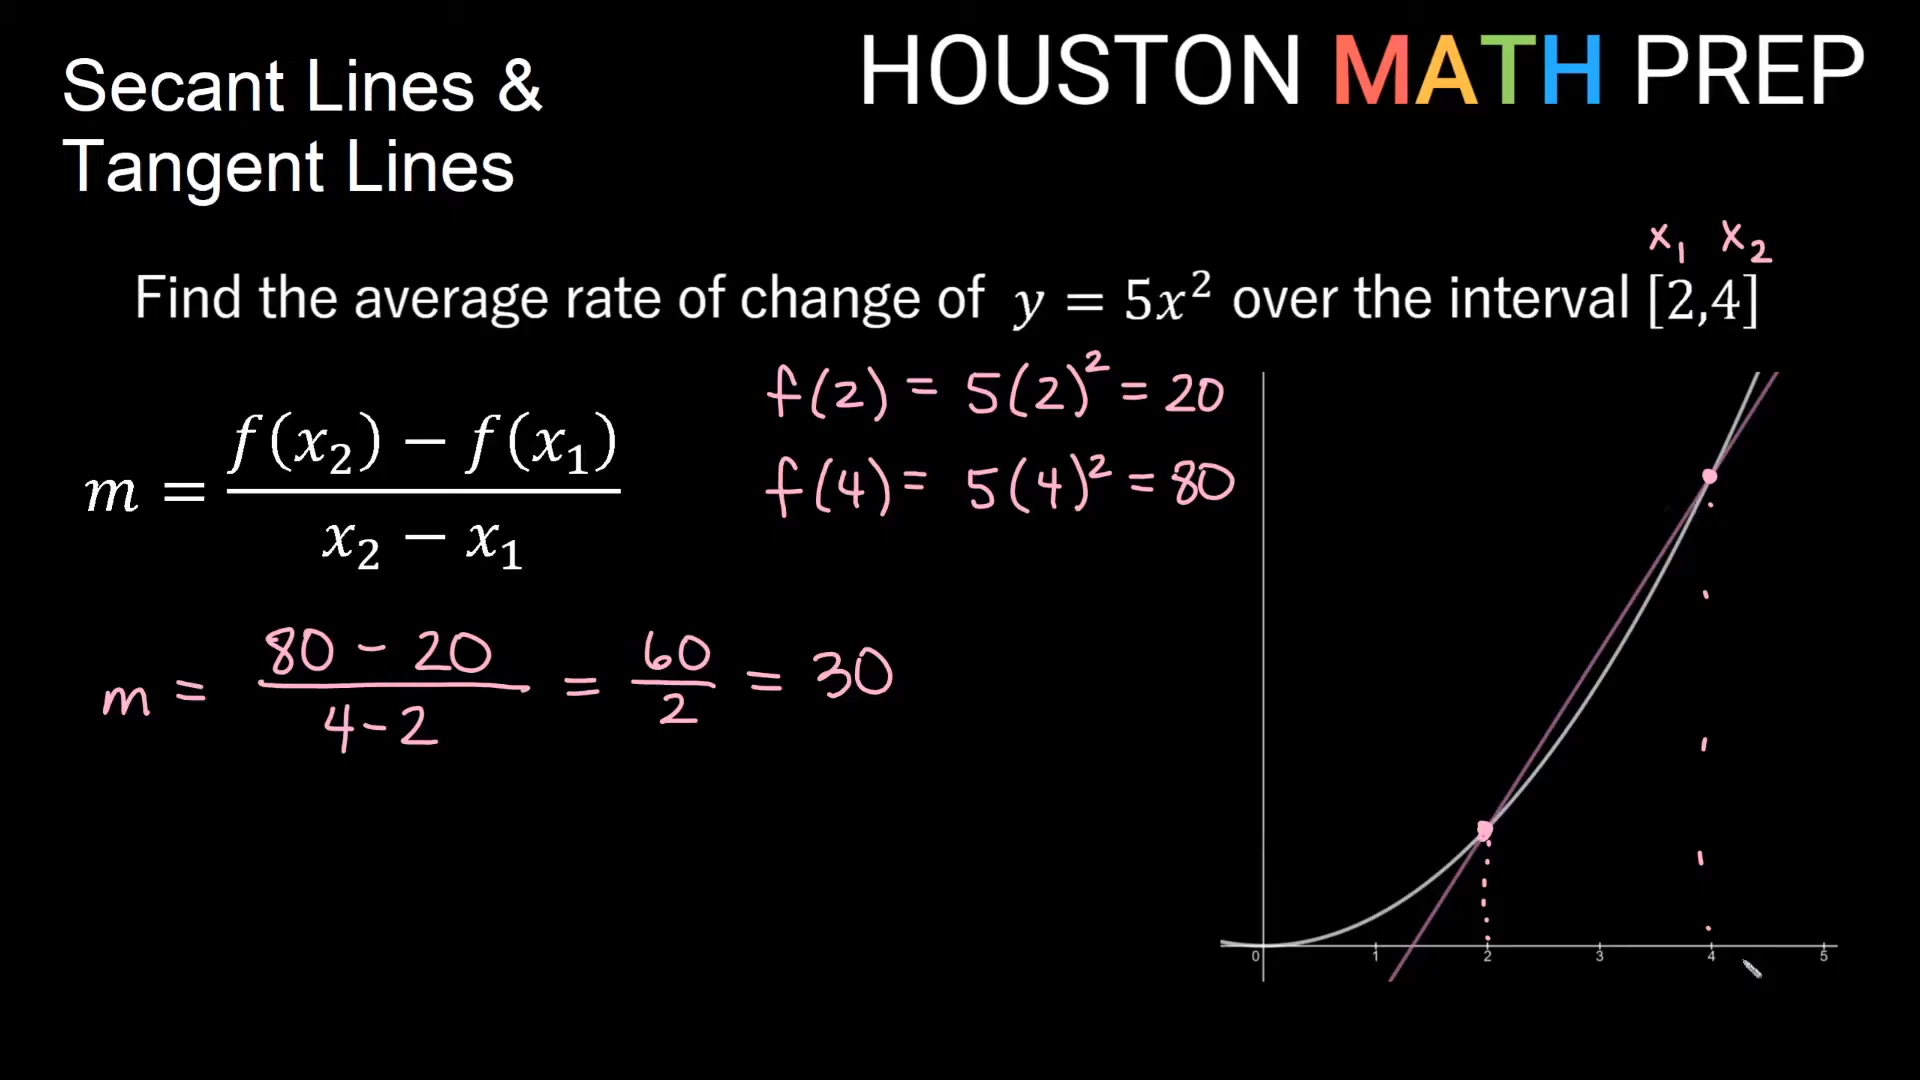 HOUSTON MATH PREP
Secant Lines &
Tangent Lines
x₁ x₂
Find the average rate of change of y = 5x² over the interval [2,4]
f(2) = 5(2)² = 20
f(4) = 5(4)² = 80
m = (f(x₂) − f(x₁)) / (x₂ − x₁)
m = (80 − 20) / (4 − 2) = 60/2 = 30
0 1 2 3 4 5